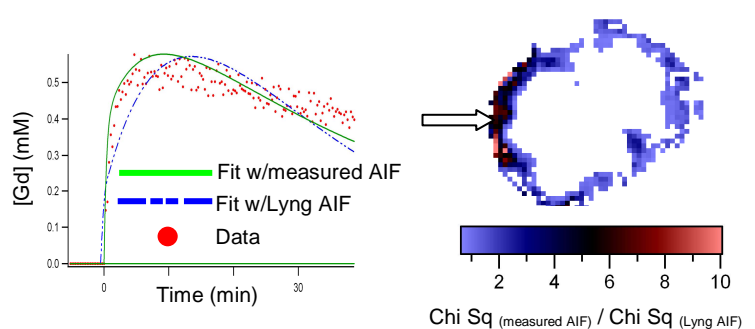 0.5
0.4
0.3
0.2
0.1
0.0
[Gd] (mM)
Fit w/measured AIF
Fit w/Lyng AIF
Data
0
30
Time (min)
2
4
6
8
10
Chi Sq (measured AIF) / Chi Sq (Lyng AIF)